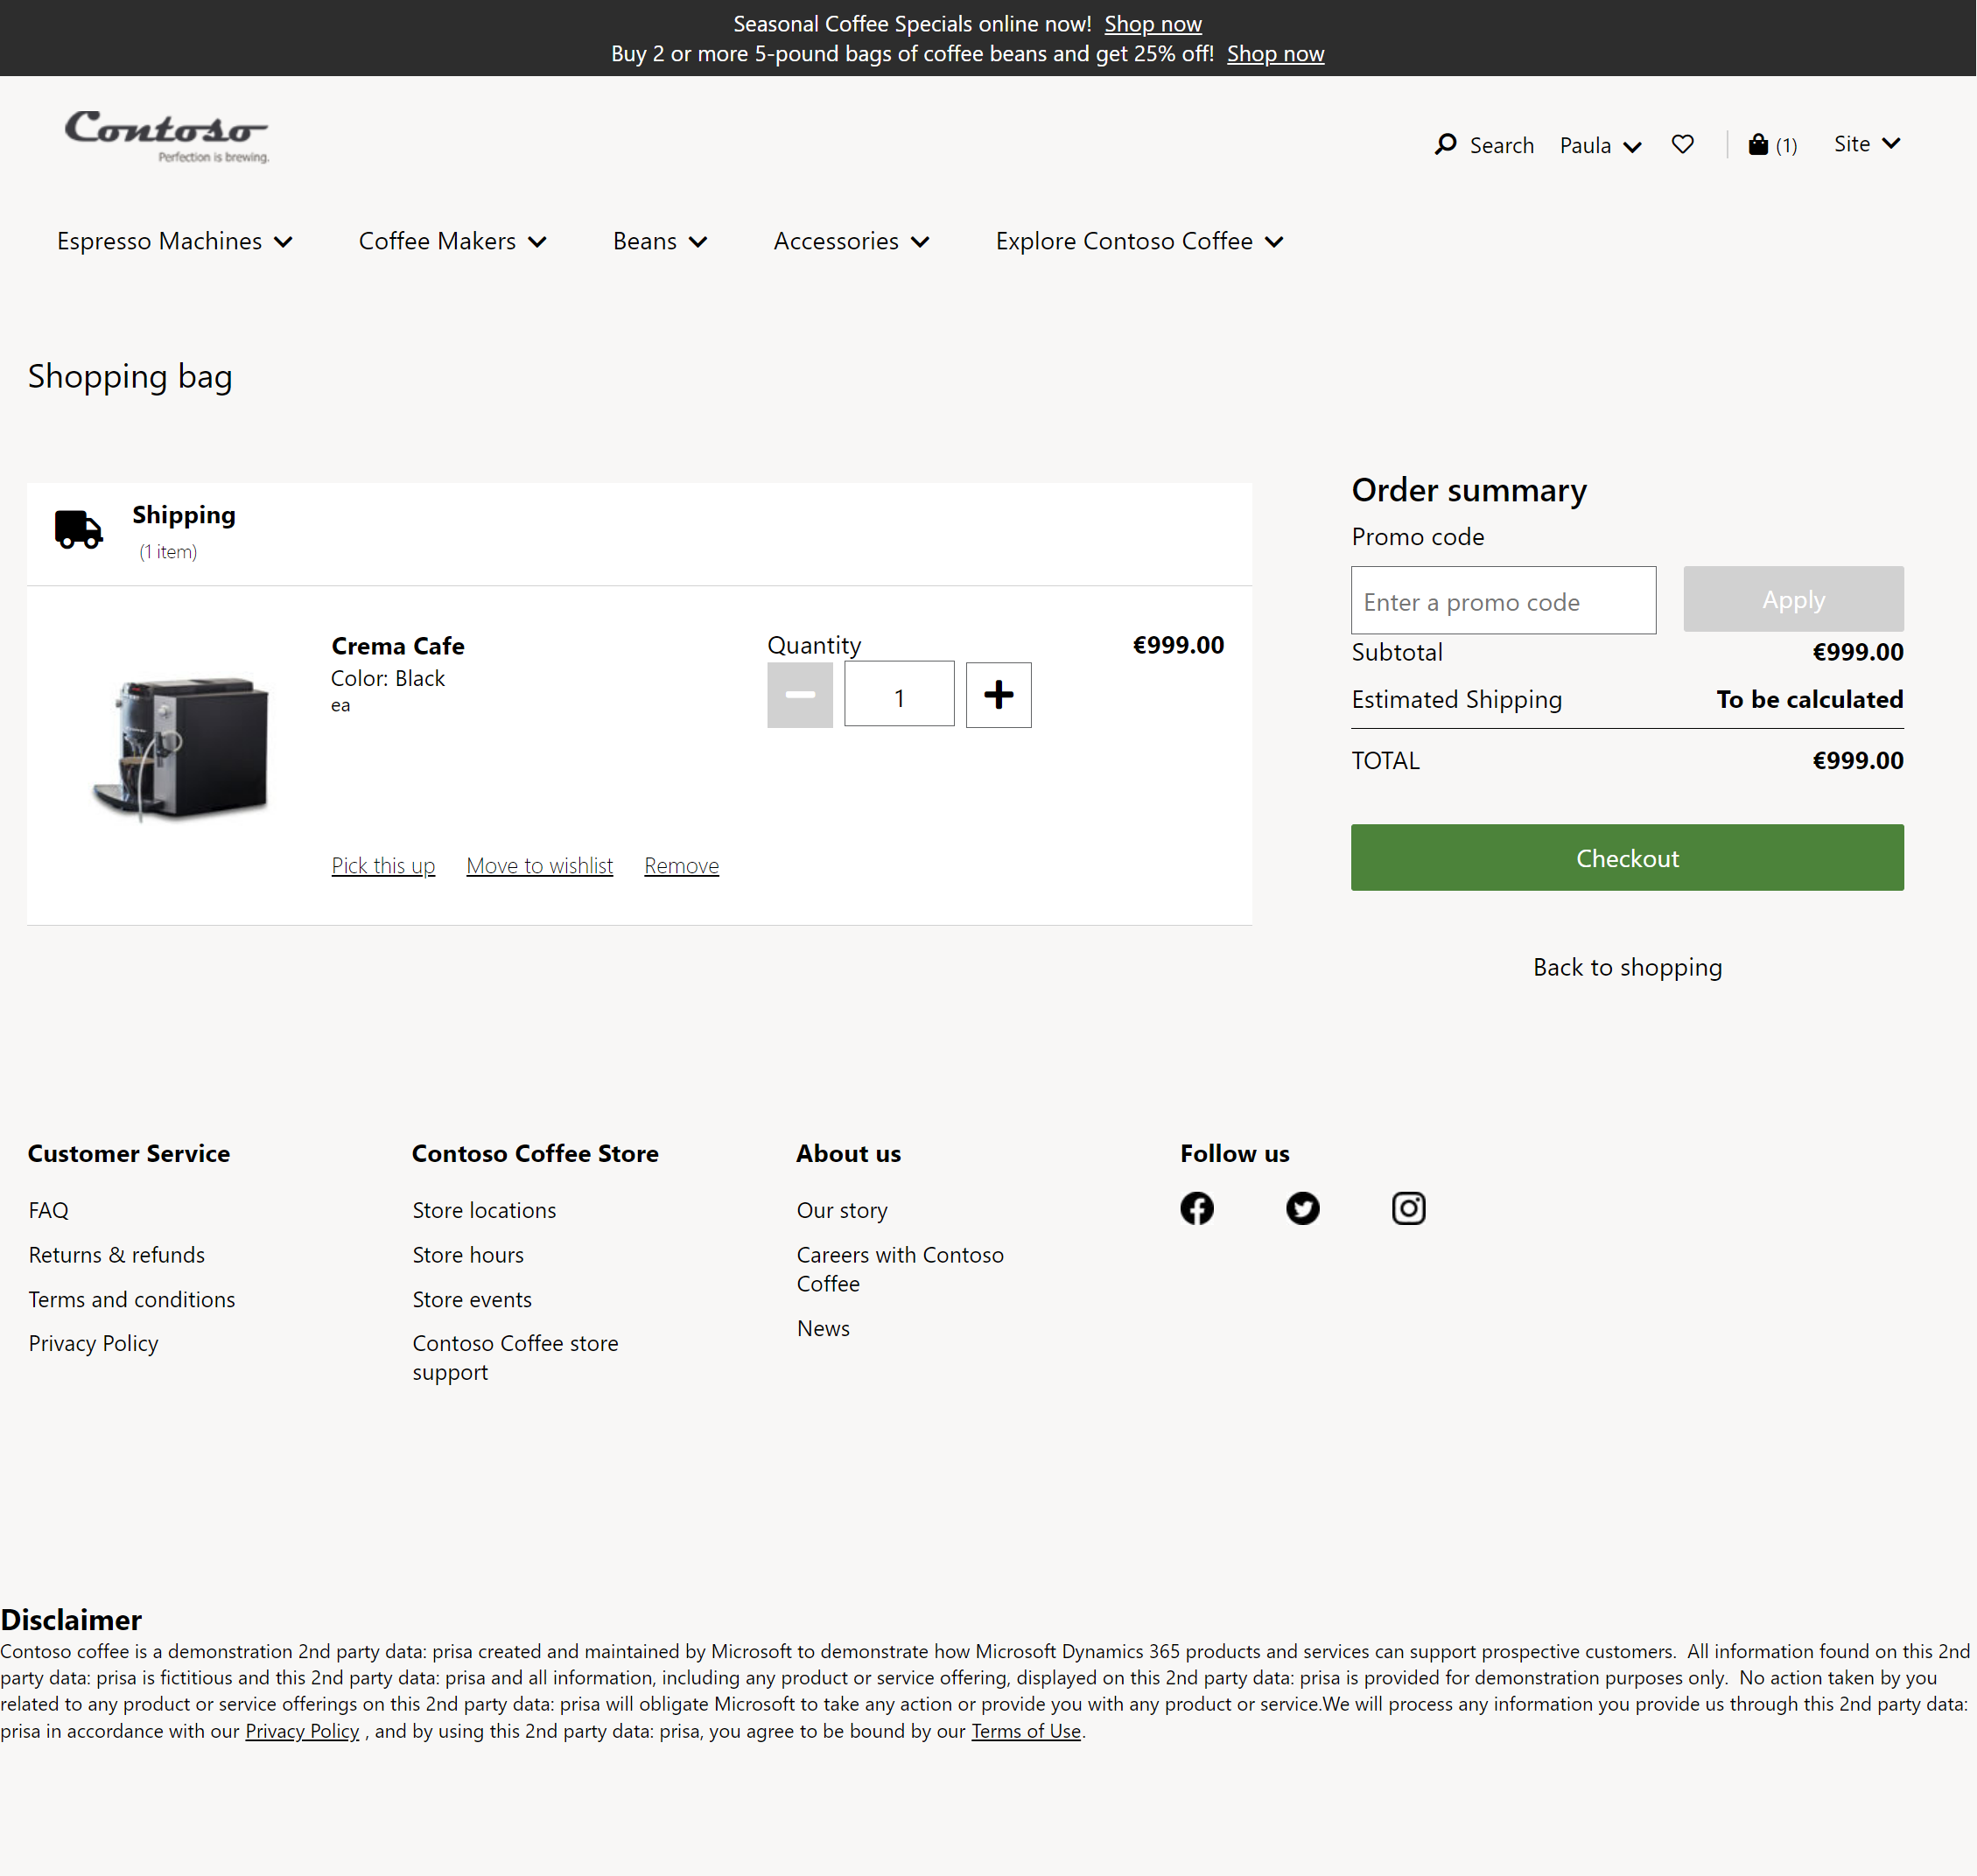 Seasonal Coffee Specials online now! Shop now
Buy 2 or more 5-pound bags of coffee beans and get 25% off! Shop now
Contoso
Perfection is brewing.
Search Paula (1) Site
Espresso Machines Coffee Makers Beans Accessories Explore Contoso Coffee
Shopping bag
Shipping
(1 item)
Crema Cafe
Color: Black
ea
Quantity
1
€999.00
Pick this up Move to wishlist Remove
Order summary
Promo code
Enter a promo code Apply
Subtotal €999.00
Estimated Shipping To be calculated
TOTAL €999.00
Checkout
Back to shopping
Customer Service
FAQ
Returns & refunds
Terms and conditions
Privacy Policy
Contoso Coffee Store
Store locations
Store hours
Store events
Contoso Coffee store
support
About us
Our story
Careers with Contoso
Coffee
News
Follow us
Disclaimer
Contoso coffee is a demonstration 2nd party data: prisa created and maintained by Microsoft to demonstrate how Microsoft Dynamics 365 products and services can support prospective customers. All information found on this 2nd
party data: prisa is fictitious and this 2nd party data: prisa and all information, including any product or service offering, displayed on this 2nd party data: prisa is provided for demonstration purposes only. No action taken by you
related to any product or service offerings on this 2nd party data: prisa will obligate Microsoft to take any action or provide you with any product or service.We will process any information you provide us through this 2nd party data:
prisa in accordance with our Privacy Policy , and by using this 2nd party data: prisa, you agree to be bound by our Terms of Use.